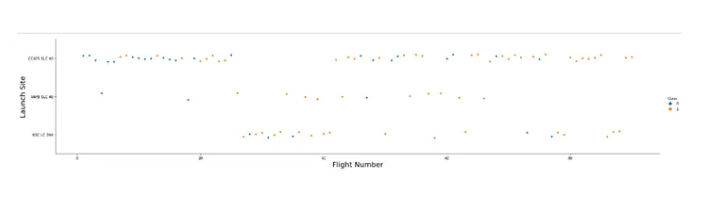 Launch Site
CCAFS SLC 40
VAFB SLC 4E
KSC LC 39A
0
20
40
60
80
Flight Number
Class
0
1